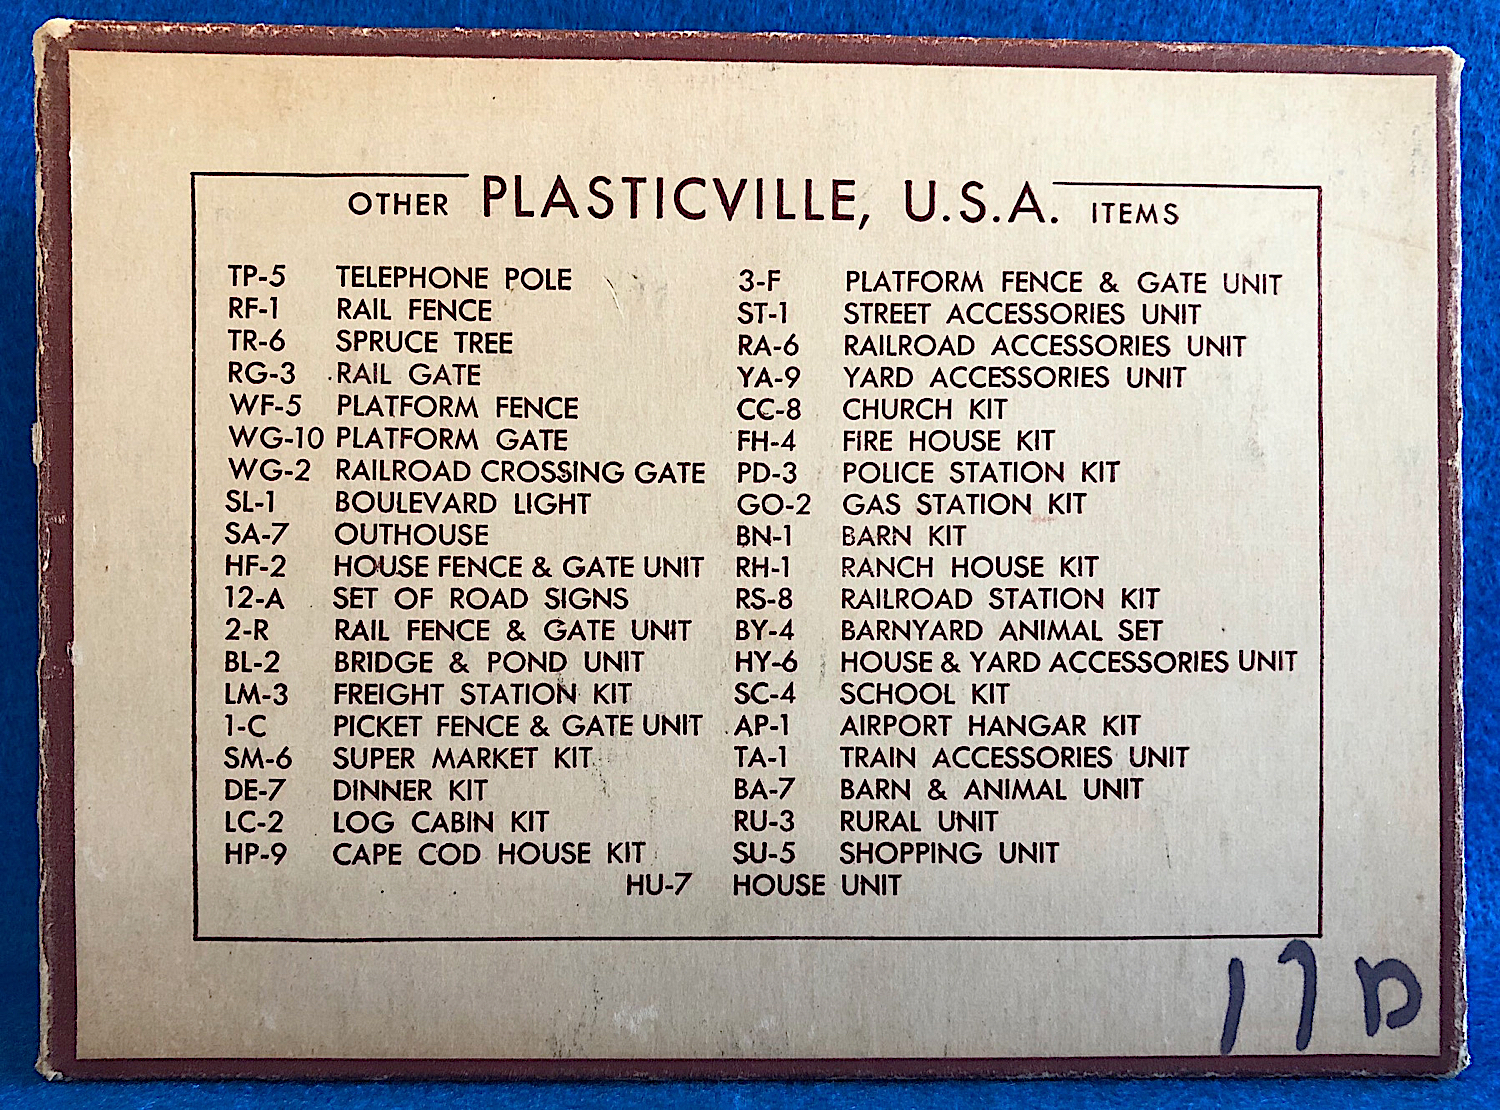 OTHER PLASTICVILLE, U.S.A. ITEMS
TP-5 TELEPHONE POLE
RF-1 RAIL FENCE
TR-6 SPRUCE TREE
RG-3 RAIL GATE
WF-5 PLATFORM FENCE
WG-10 PLATFORM GATE
WG-2 RAILROAD CROSSING GATE
SL-1 BOULEVARD LIGHT
SA-7 OUTHOUSE
HF-2 HOUSE FENCE & GATE UNIT
12-A SET OF ROAD SIGNS
2-R RAIL FENCE & GATE UNIT
BL-2 BRIDGE & POND UNIT
LM-3 FREIGHT STATION KIT
1-C PICKET FENCE & GATE UNIT
SM-6 SUPER MARKET KIT
DE-7 DINNER KIT
LC-2 LOG CABIN KIT
HP-9 CAPE COD HOUSE KIT
3-F PLATFORM FENCE & GATE UNIT
ST-1 STREET ACCESSORIES UNIT
RA-6 RAILROAD ACCESSORIES UNIT
YA-9 YARD ACCESSORIES UNIT
CC-8 CHURCH KIT
FH-4 FIRE HOUSE KIT
PD-3 POLICE STATION KIT
GO-2 GAS STATION KIT
BN-1 BARN KIT
RH-1 RANCH HOUSE KIT
RS-8 RAILROAD STATION KIT
BY-4 BARNYARD ANIMAL SET
HY-6 HOUSE & YARD ACCESSORIES UNIT
SC-4 SCHOOL KIT
AP-1 AIRPORT HANGAR KIT
TA-1 TRAIN ACCESSORIES UNIT
BA-7 BARN & ANIMAL UNIT
RU-3 RURAL UNIT
SU-5 SHOPPING UNIT
HU-7 HOUSE UNIT